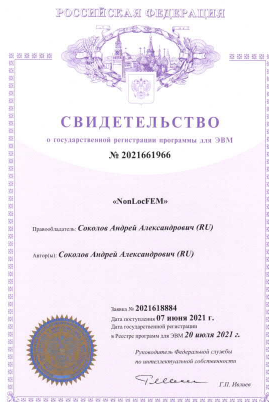 РОССИЙСКАЯ ФЕДЕРАЦИЯ
СВИДЕТЕЛЬСТВО
о государственной регистрации программы для ЭВМ
№ 2021661966
«NonLocFEM»
Правообладатель: Соколов Андрей Александрович (RU)
Автор(ы): Соколов Андрей Александрович (RU)
Заявка № 2021618884
Дата поступления 07 июня 2021 г.
Дата государственной регистрации
в Реестре программ для ЭВМ 20 июля 2021 г.
Руководитель Федеральной службы
по интеллектуальной собственности
Г.П. Ивлиев